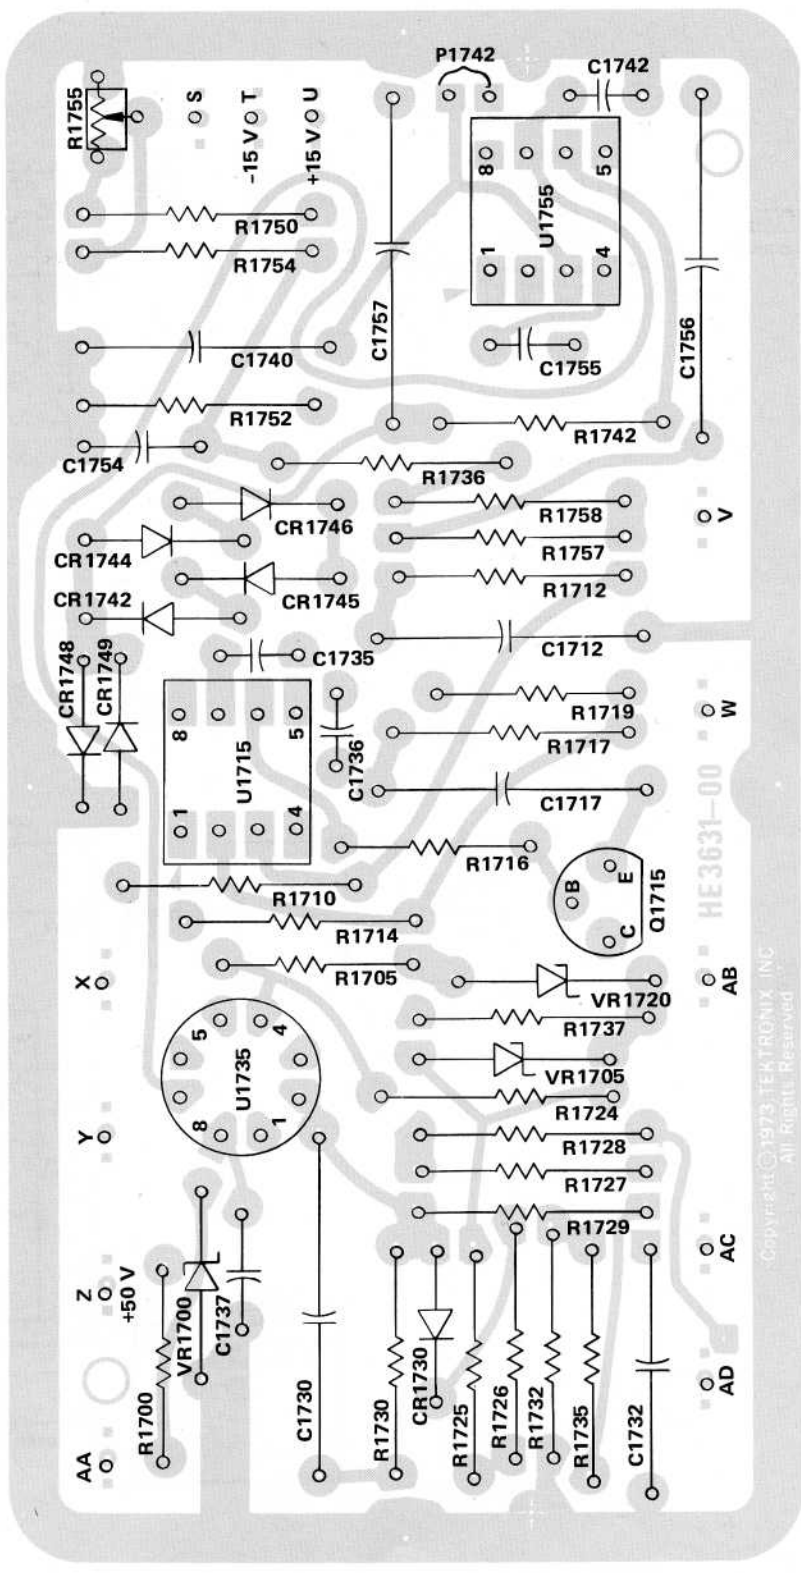 P1742
C1742
R1755
S
-15 V T
+15 V U
8
5
U1755
1
4
R1750
R1754
C1757
C1756
C1740
C1755
R1752
R1742
C1754
R1736
CR1746
R1758
V
CR1744
R1757
CR1742
CR1745
R1712
C1735
C1712
CR1748
CR1749
8
5
U1715
1
4
C1736
R1719
W
R1717
C1717
HE3631-00
R1716
R1710
B
E
C
Q1715
R1714
X
R1705
VR1720
AB
R1737
5
4
U1735
8
1
VR1705
R1724
Y
R1728
R1727
R1729
Copyright © 1973 TEKTRONIX INC
All Rights Reserved
AC
Z
+50 V
VR1700
C1737
R1700
C1730
R1730
CR1730
R1725
R1726
R1732
R1735
C1732
AD
AA